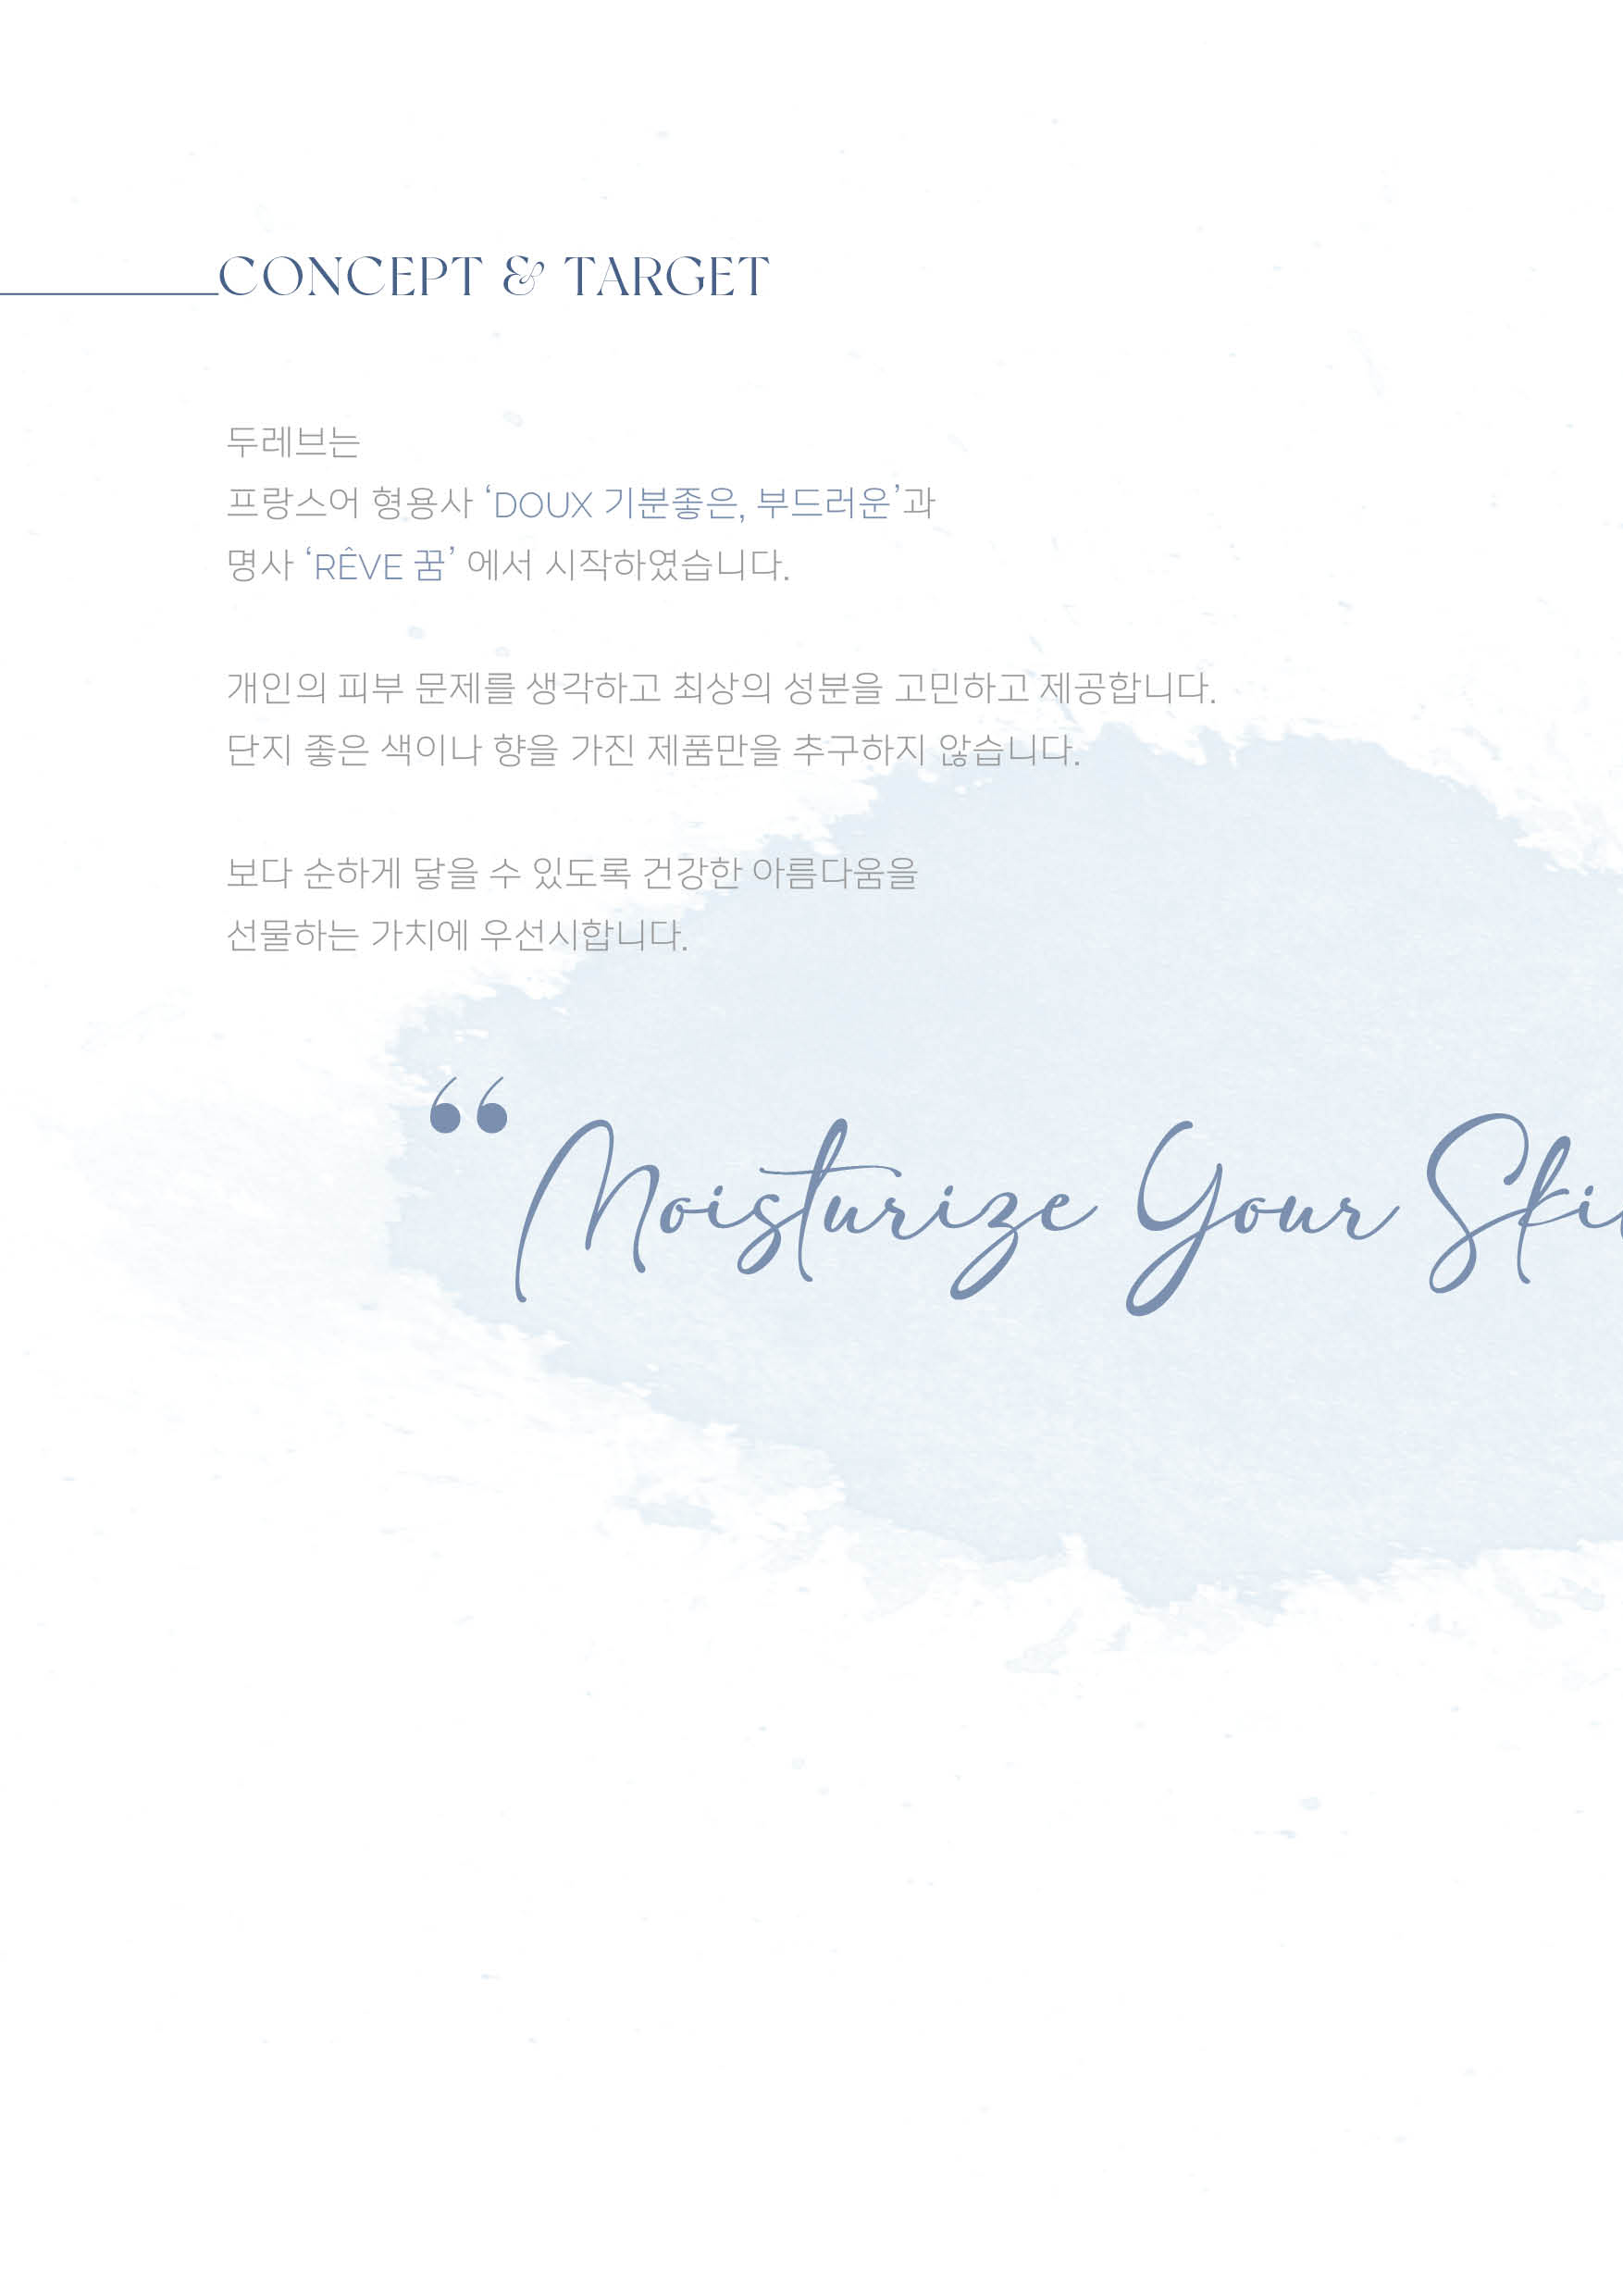 CONCEPT & TARGET
두레브는
프랑스어 형용사 ‘DOUX 기분좋은, 부드러운’과
명사 ‘RÊVE 꿈’ 에서 시작하였습니다.
개인의 피부 문제를 생각하고 최상의 성분을 고민하고 제공합니다.
단지 좋은 색이나 향을 가진 제품만을 추구하지 않습니다.
보다 순하게 닿을 수 있도록 건강한 아름다움을
선물하는 가치에 우선시합니다.
“Moisturize Your Ski